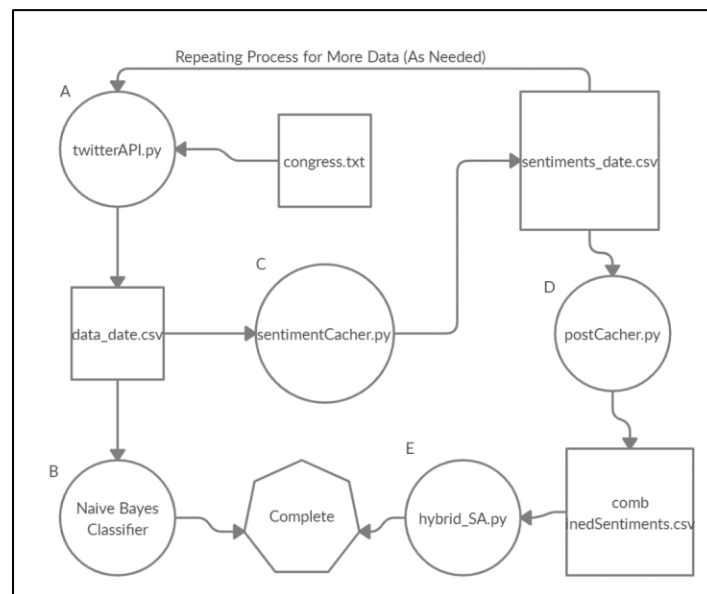 Repeating Process for More Data (As Needed)
A
twitterAPI.py
congress.txt
sentiments_date.csv
C
D
data_date.csv
sentimentCacher.py
postCacher.py
B
E
Naive Bayes
Classifier
Complete
hybrid_SA.py
comb
inedSentiments.csv